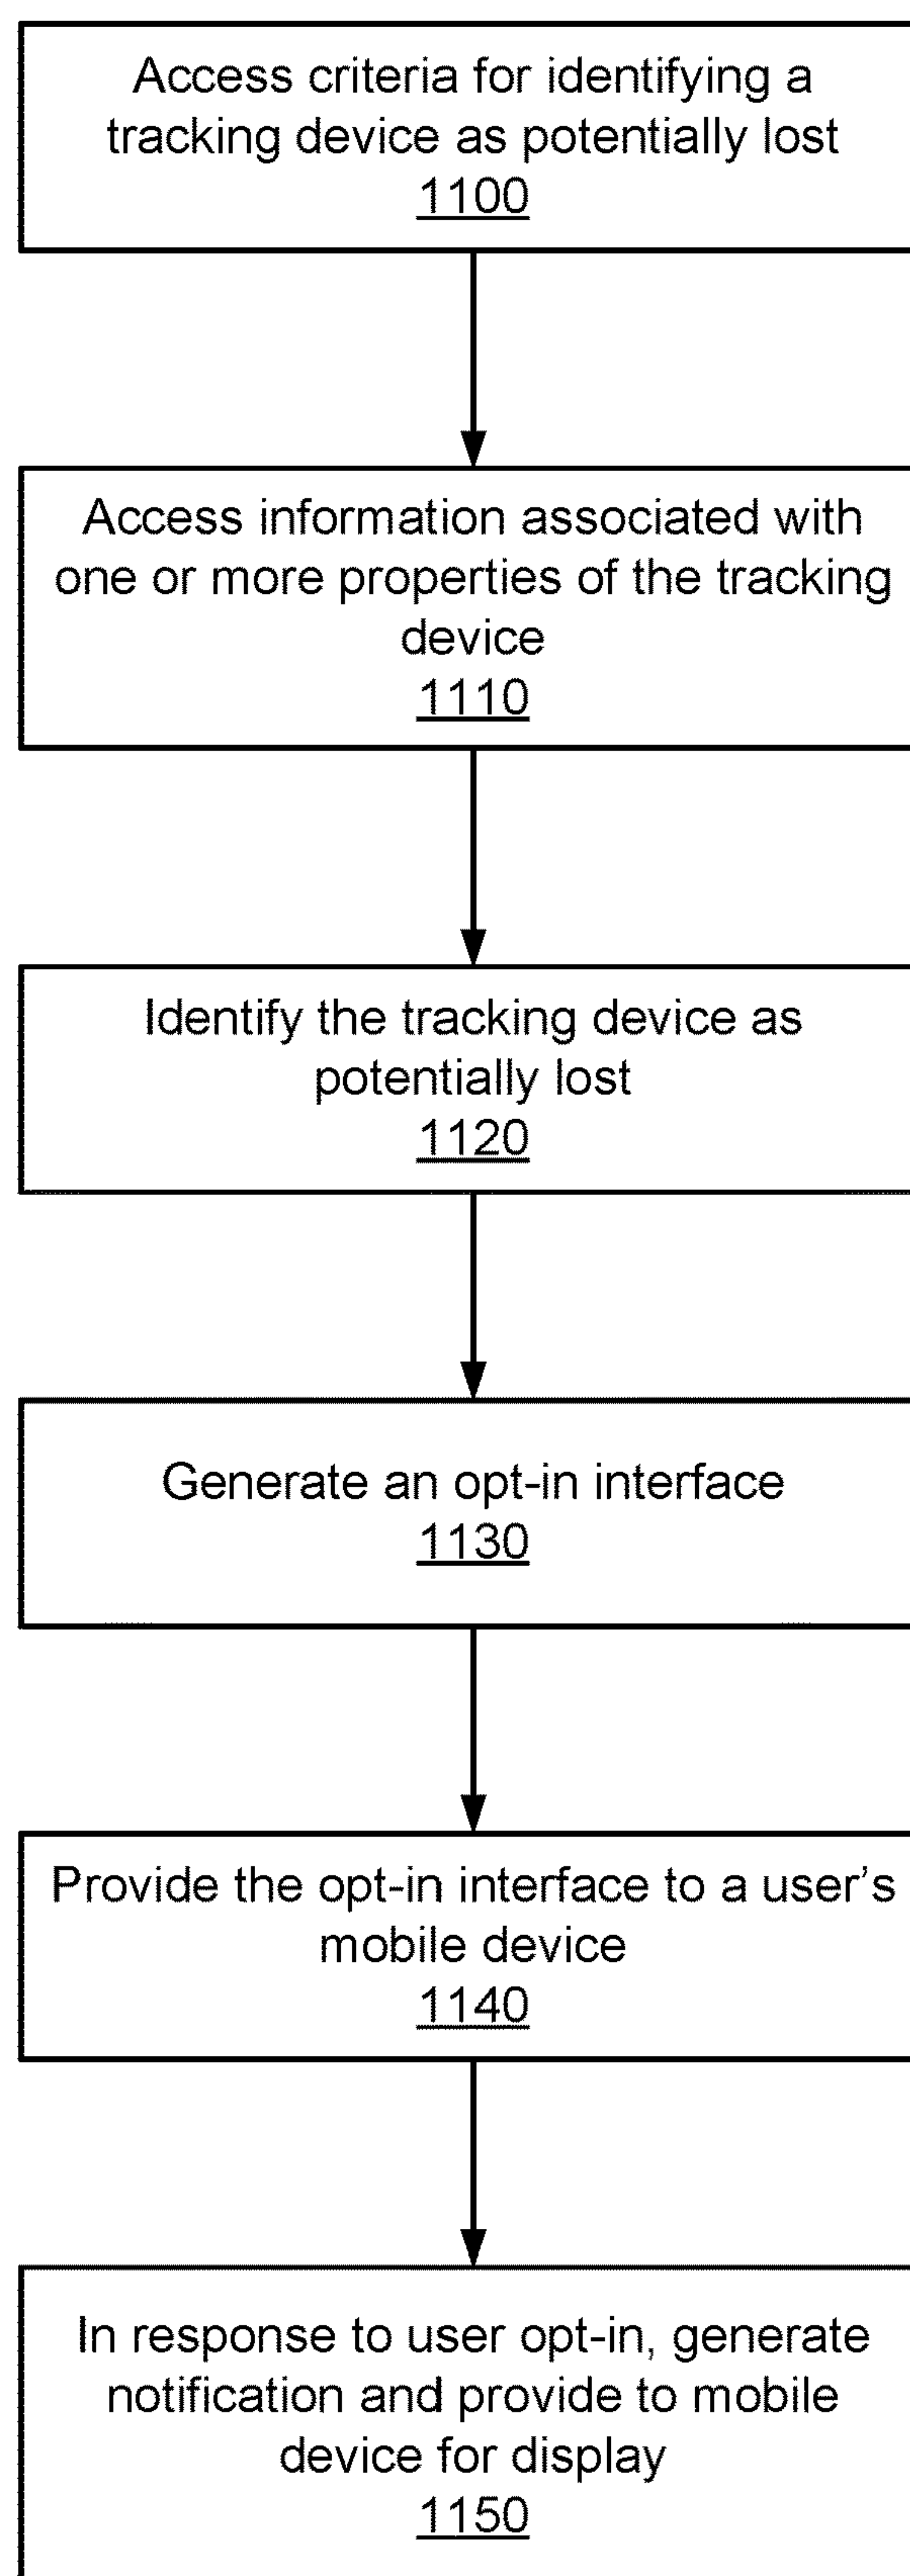 Access criteria for identifying a
tracking device as potentially lost
1100
Access information associated with
one or more properties of the tracking
device
1110
Identify the tracking device as
potentially lost
1120
Generate an opt-in interface
1130
Provide the opt-in interface to a user's
mobile device
1140
In response to user opt-in, generate
notification and provide to mobile
device for display
1150